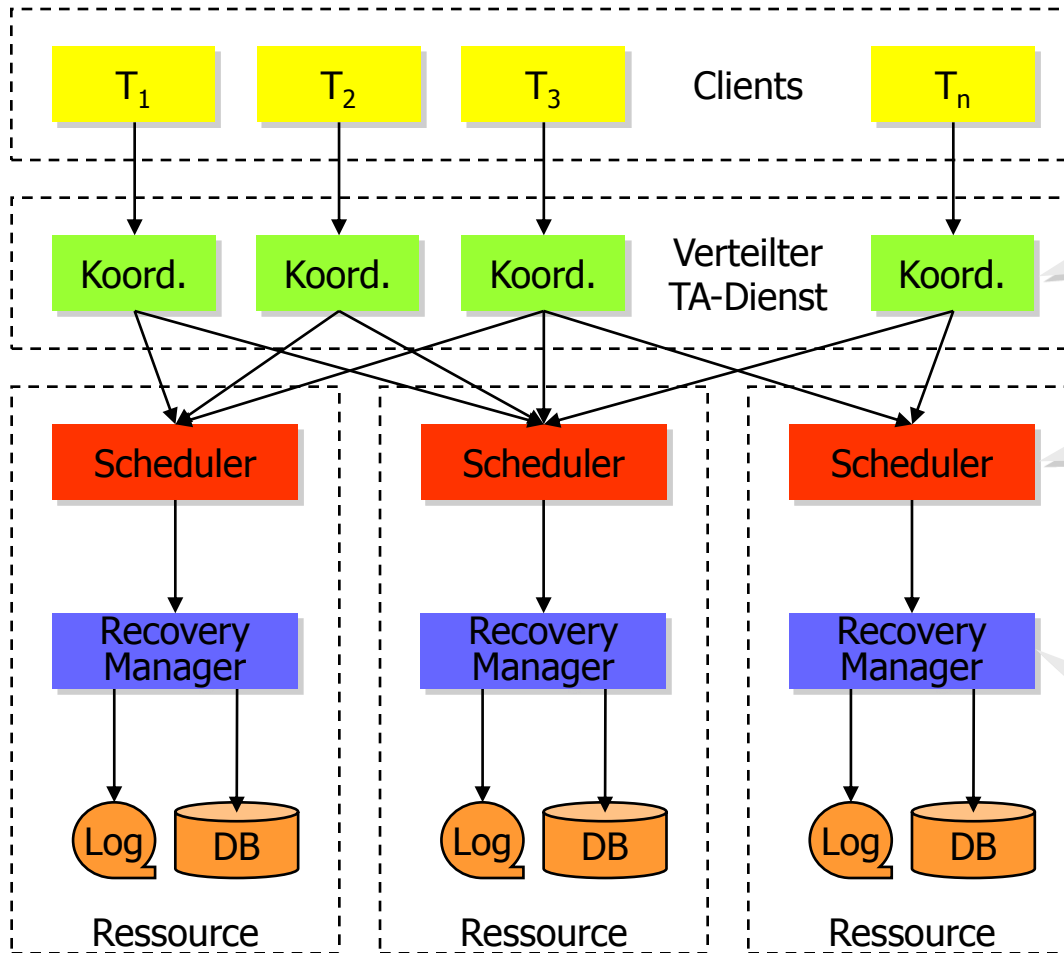 T₁
T₂
T₃
Clients
Tₙ
Koord.
Koord.
Koord.
Verteilter
TA-Dienst
Koord.
Scheduler
Scheduler
Scheduler
Recovery
Manager
Recovery
Manager
Recovery
Manager
Log
DB
Log
DB
Log
DB
Ressource
Ressource
Ressource